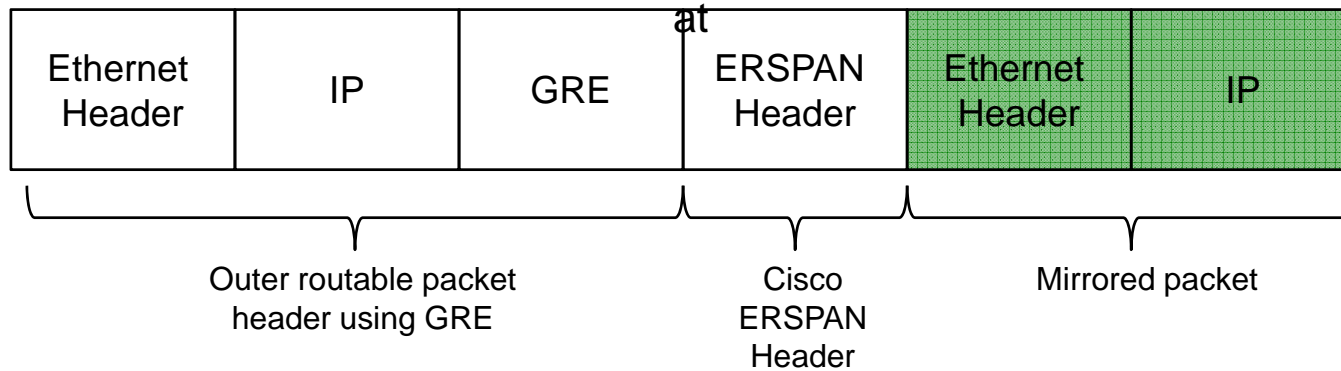 at
Ethernet
Header
IP
GRE
ERSPAN
Header
Ethernet
Header
IP
Outer routable packet
header using GRE
Cisco
ERSPAN
Header
Mirrored packet